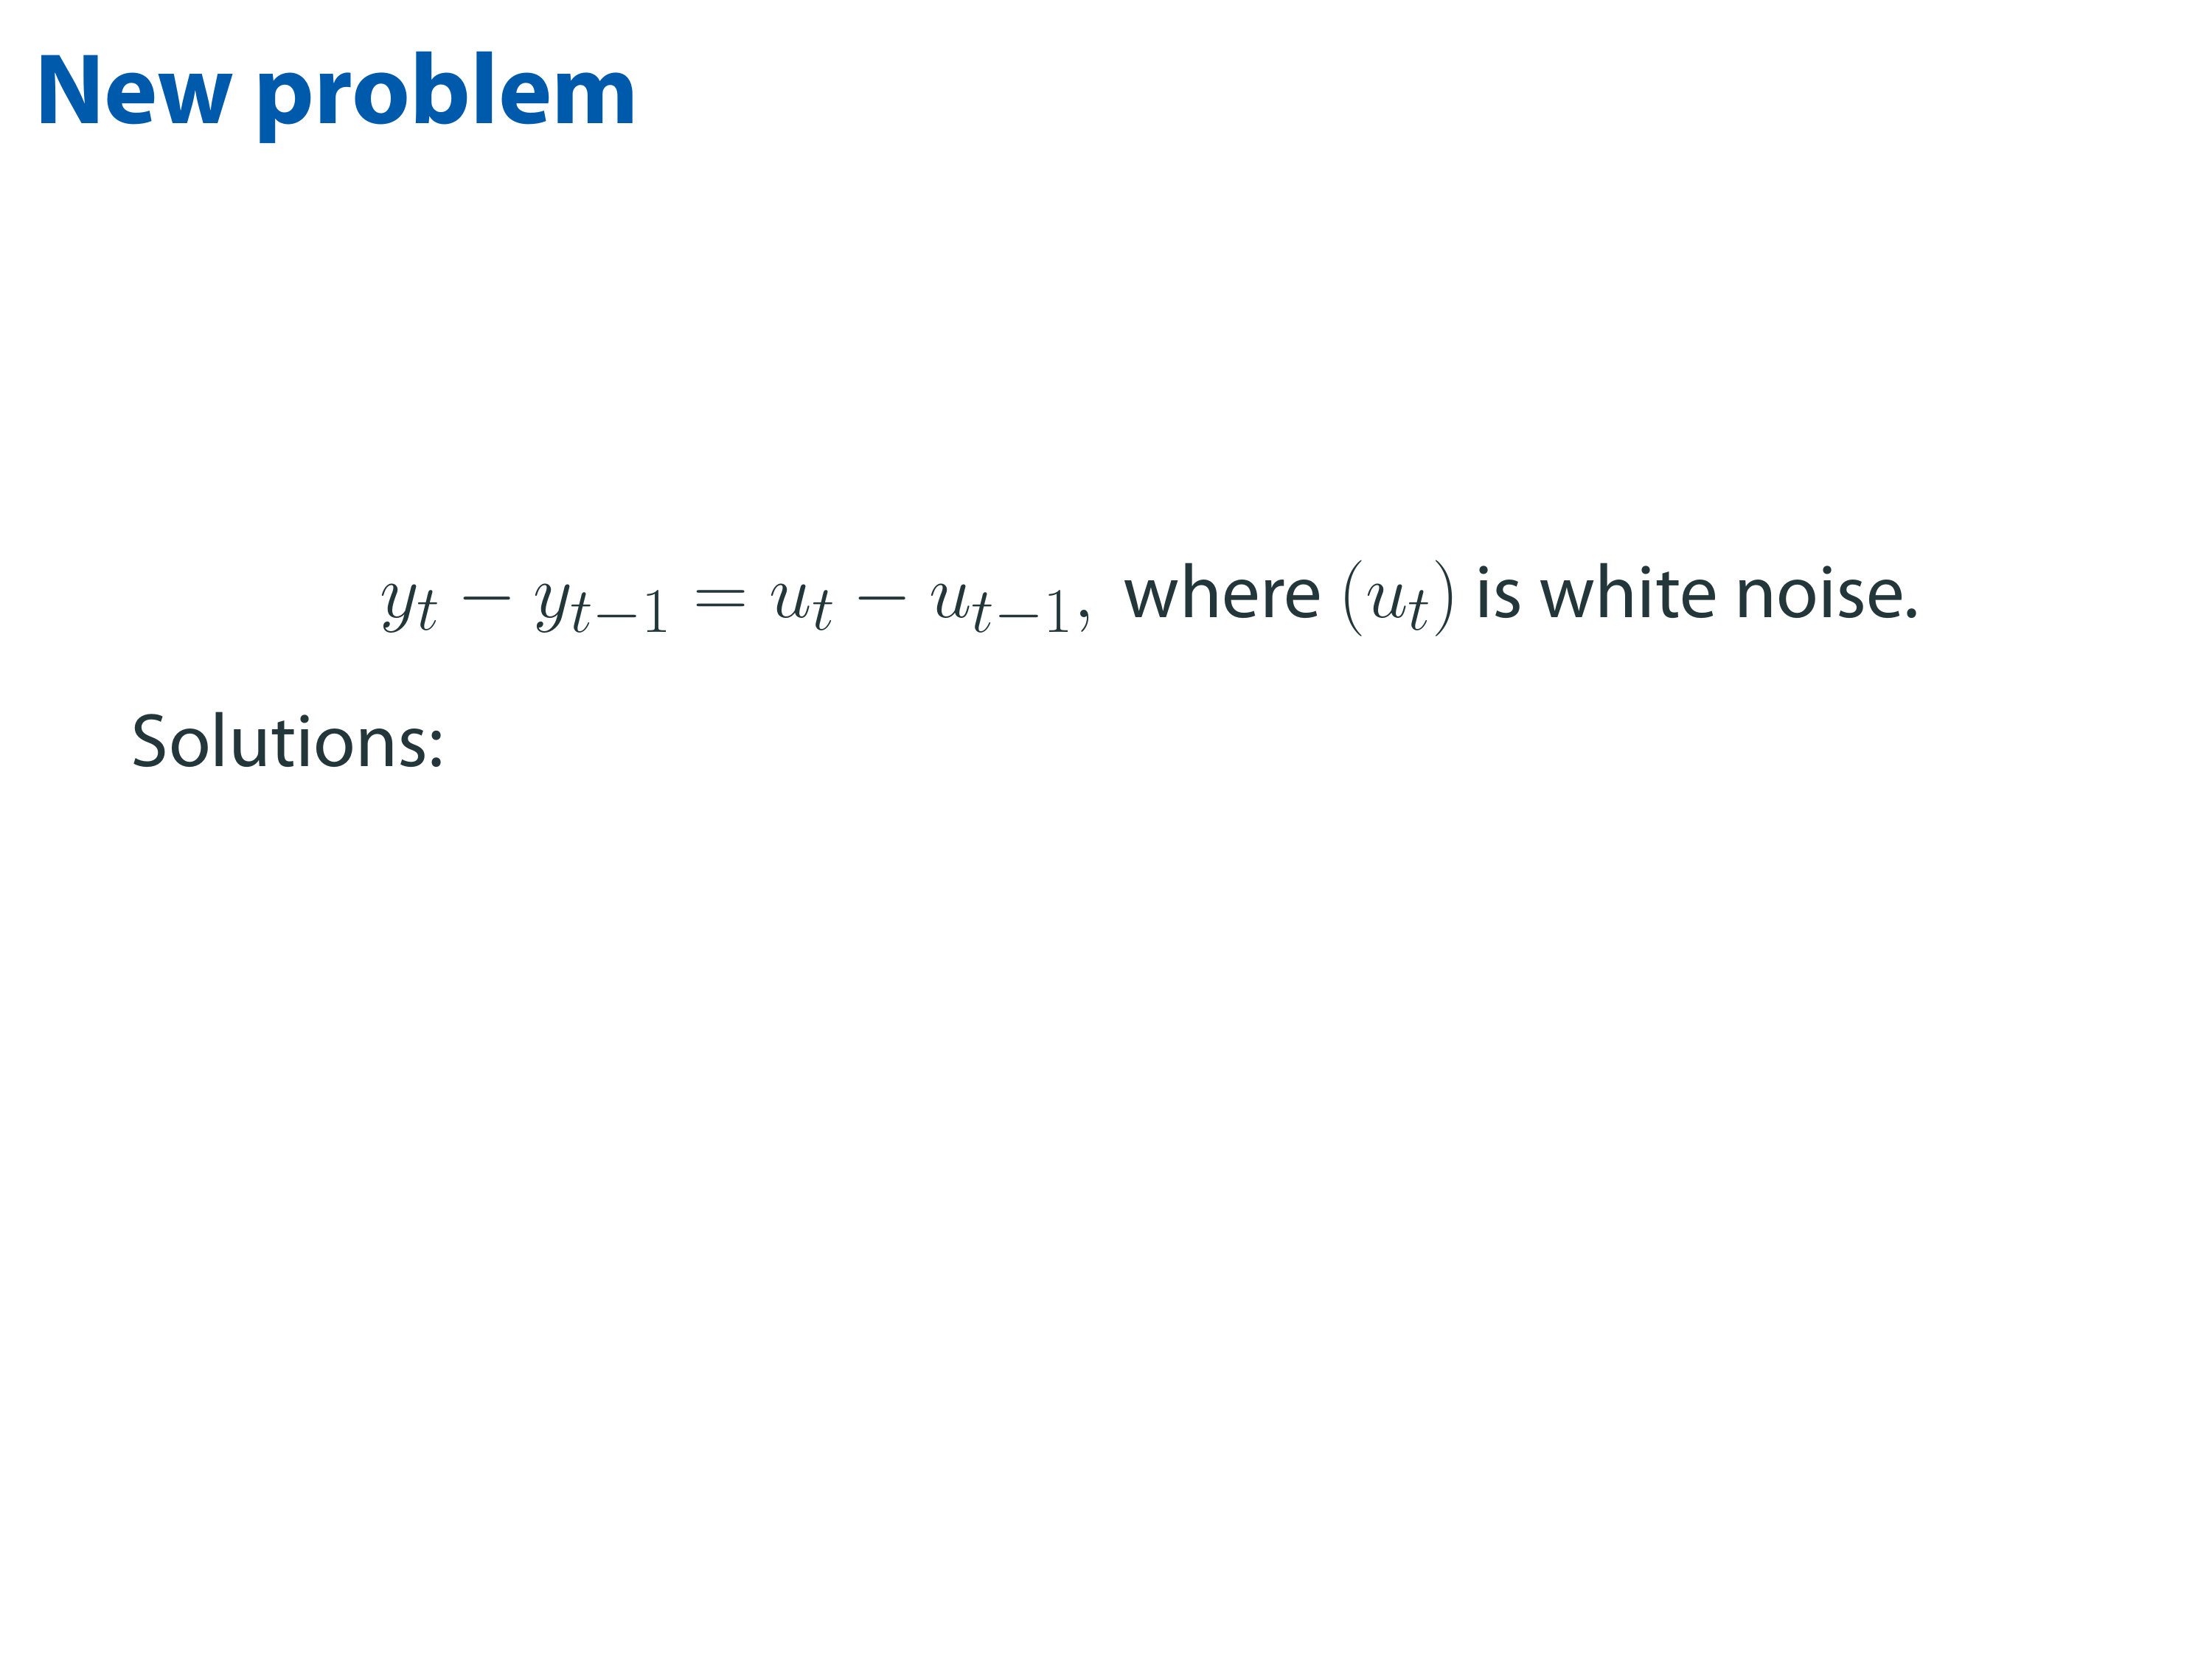 New problem
$y_t - y_{t-1} = u_t - u_{t-1}$, where $(u_t)$ is white noise.
Solutions: